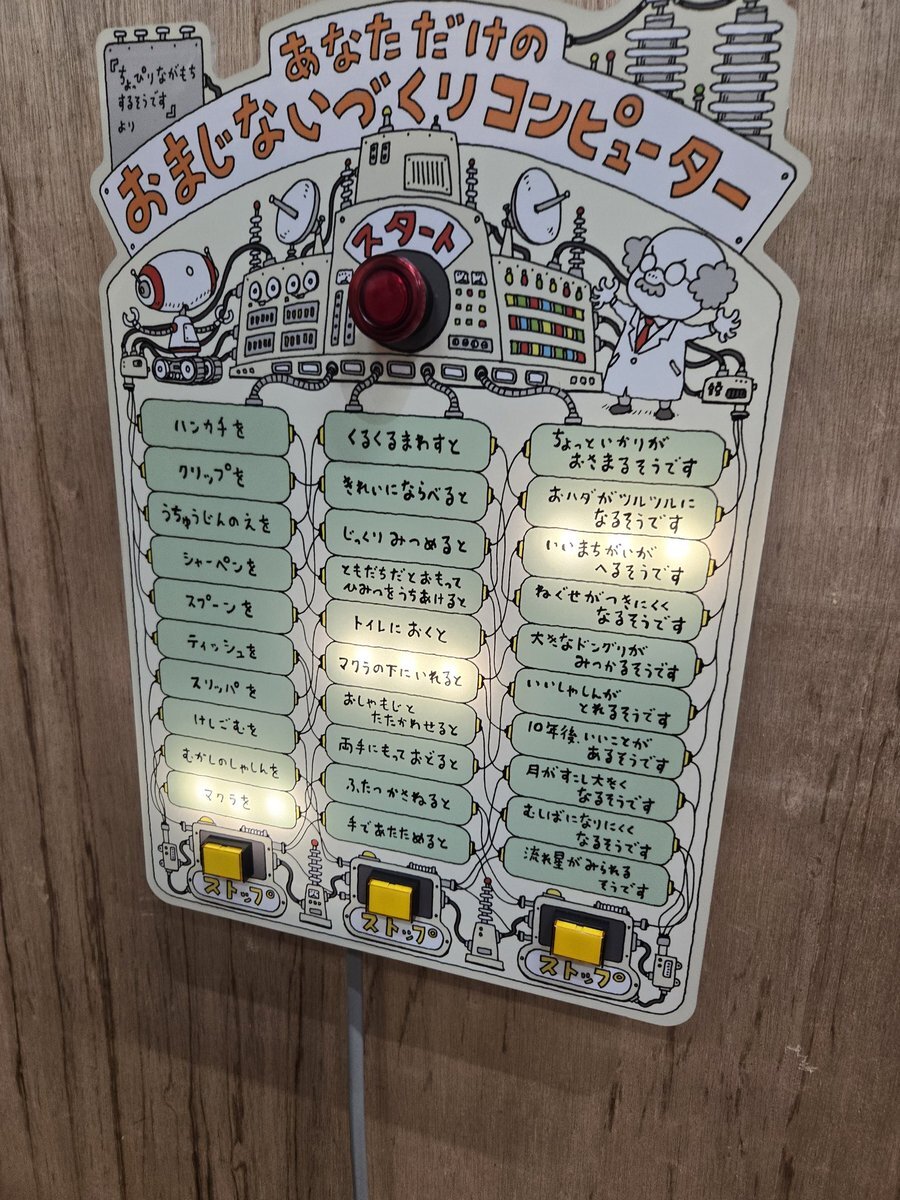 『ちょっぴりながもち
するそうです』
より
あなただけの
おまじないづくりコンピューター
スタート
ハンカチを
クリップを
うちゅうじんのえを
シャーペンを
スプーンを
ティッシュを
スリッパを
けしごむを
むかしのしゃしんを
マクラを
ストップ
くるくるまわすと
きれいにならべると
じっくりみつめると
ともだちだとおもって
ひみつをうちあけると
トイレにおくと
マクラの下にいれると
おしゃもじと
たたかわせると
両手にもっておどると
ふたつかさねると
手であたためると
ストップ
ちょっといかりが
おさまるそうです
おハダがツルツルに
なるそうです
いいまちがいが
へるそうです
ねぐせがつきにくく
なるそうです
大きなドングリが
みつかるそうです
いいしゃしんが
とれるそうです
10年後、いいことが
あるそうです
月がすこし大きく
なるそうです
むしばになりにくく
なるそうです
流れ星がみられる
そうです
ストップ